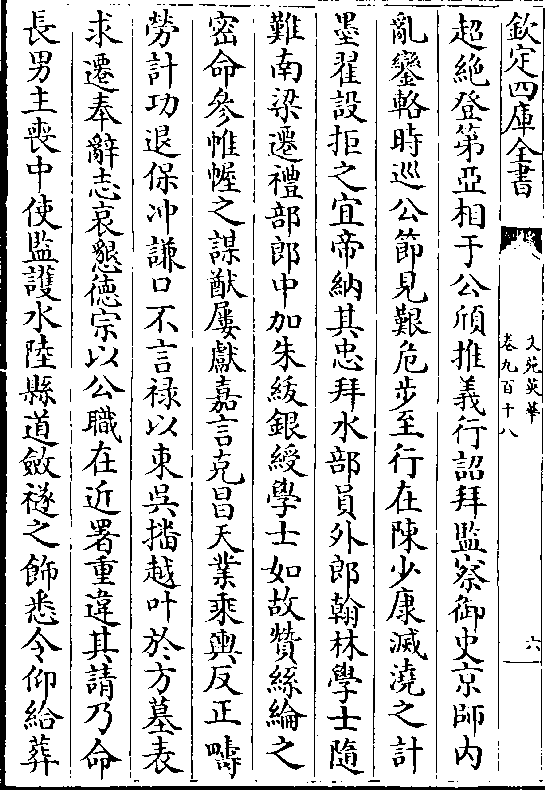 欽定四庫全書
文苑英華
卷九百十八
六
超絶登第亞相于公頎推義行詔拜監察御史京師内
亂鑾輅時巡公節見艱危步至行在陳少康滅澆之計
墨翟設拒之宜帝納其忠拜水部員外郎翰林學士隨
難南梁遷禮部郎中加朱紱銀綬學士如故贊絲綸之
密命參帷幄之謀猷屢獻嘉言克昌天業乘輿反正疇
勞計功退保冲謙口不言禄以東呉播越叶於方墓表
求遷奉辭志哀懇徳宗以公職在近署重違其請乃命
長男主喪中使監護水陸縣道斂襚之飾悉令仰給葬